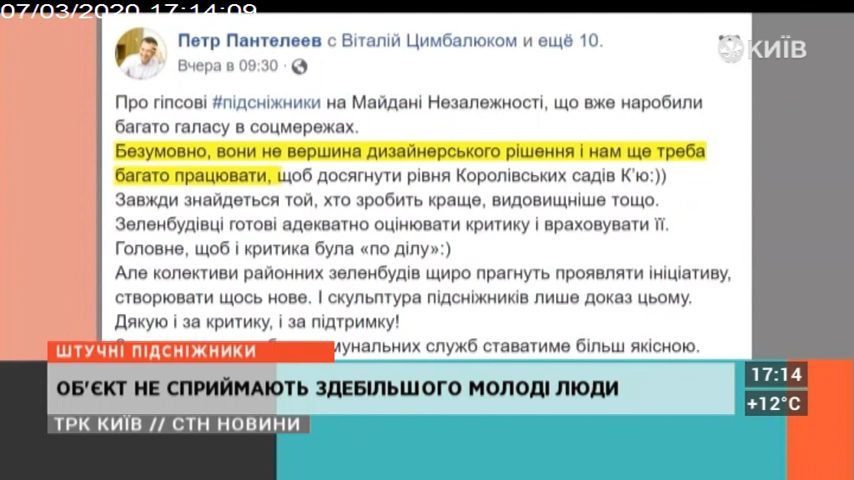 07/03/2020 17:14:09
Петр Пантелеев с Віталій Цимбалюком и ещё 10.
Вчера в 09:30 ·
КИЇВ
Про гіпсові #підсніжники на Майдані Незалежності, що вже наробили
багато галасу в соцмережах.
Безумовно, вони не вершина дизайнерського рішення і нам ще треба
багато працювати, щоб досягнути рівня Королівських садів К'ю:))
Завжди знайдеться той, хто зробить краще, видовищніше тощо.
Зеленбудівці готові адекватно оцінювати критику і враховувати її.
Головне, щоб і критика була «по ділу»:)
Але колективи районних зеленбудів щиро прагнуть проявляти ініціативу,
створювати щось нове. І скульптура підсніжників лише доказ цьому.
Дякую і за критику, і за підтримку!
служб ставатиме більш якісною.
ШТУЧНІ ПІДСНІЖНИКИ
ОБ'ЄКТ НЕ СПРИЙМАЮТЬ ЗДЕБІЛЬШОГО МОЛОДІ ЛЮДИ
ТРК КИЇВ // СТН НОВИНИ
17:14
+12°C